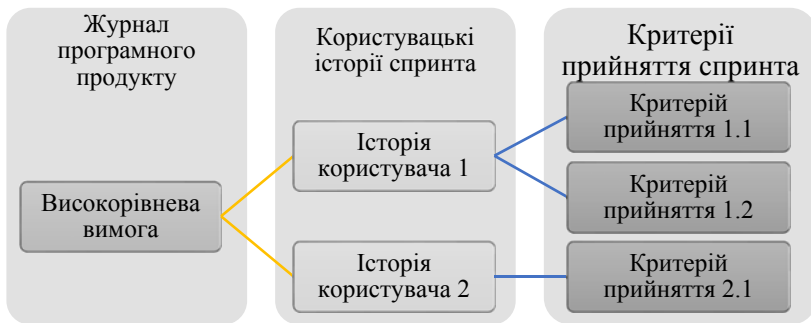 Журнал
програмного
продукту
Високорівнева
вимога
Користувацькі
історії спринта
Історія
користувача 1
Історія
користувача 2
Критерії
прийняття спринта
Критерій
прийняття 1.1
Критерій
прийняття 1.2
Критерій
прийняття 2.1